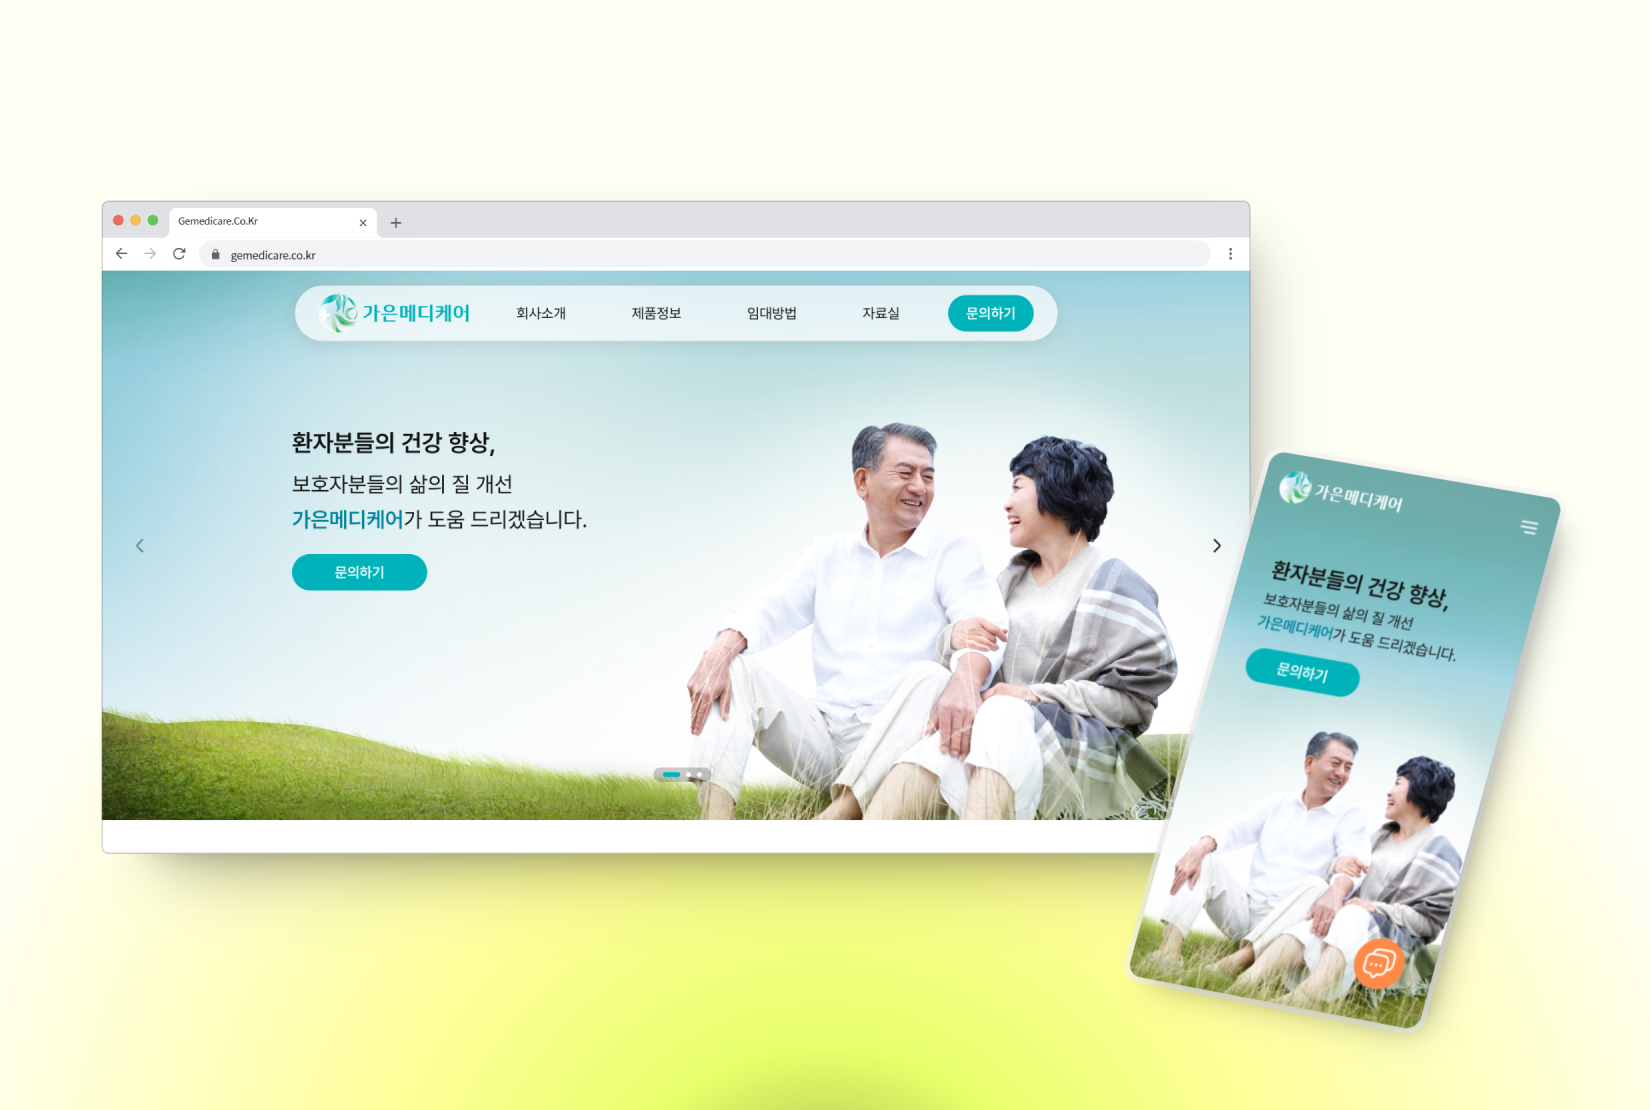 Gemedicare.Co.Kr
gemedicare.co.kr
가은메디케어 회사소개 제품정보 임대방법 자료실 문의하기
환자분들의 건강 향상,
보호자분들의 삶의 질 개선
가은메디케어가 도움 드리겠습니다.
문의하기
가은메디케어
환자분들의 건강 향상,
보호자분들의 삶의 질 개선
가은메디케어가 도움 드리겠습니다.
문의하기